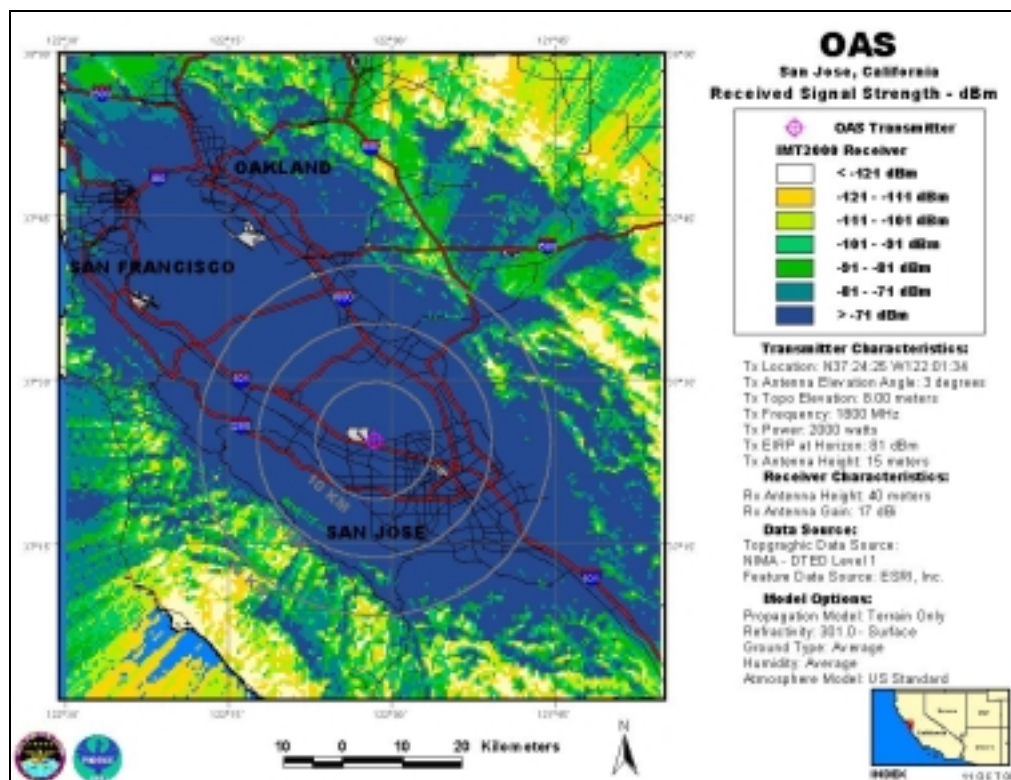 OAS
San Jose, California
Received Signal Strength - dBm
OAS Transmitter
IMT2000 Receiver
< -121 dBm
-121 - -111 dBm
-111 - -101 dBm
-101 - -91 dBm
-91 - -81 dBm
-81 - -71 dBm
> -71 dBm
Transmitter Characteristics:
Tx Location: N37:24:25 W122:01:34
Tx Antenna Elevation Angle: 3 degrees
Tx Topo Elevation: 8.00 meters
Tx Frequency: 1800 MHz
Tx Power: 2000 watts
Tx EIRP at Horizon: 81 dBm
Tx Antenna Height: 15 meters
Receiver Characteristics:
Rx Antenna Height: 40 meters
Rx Antenna Gain: 17 dBi
Data Source:
Topgraghic Data Source:
NIMA - DTED Level 1
Feature Data Source: ESRI, Inc.
Model Options:
Propagation Model: Terrain Only
Refractivity: 301.0 - Surface
Ground Type: Average
Humidity: Average
Atmosphere Model: US Standard
OAKLAND
SAN FRANCISCO
10 KM
SAN JOSE
N
10 0 10 20 Kilometers
INDEX